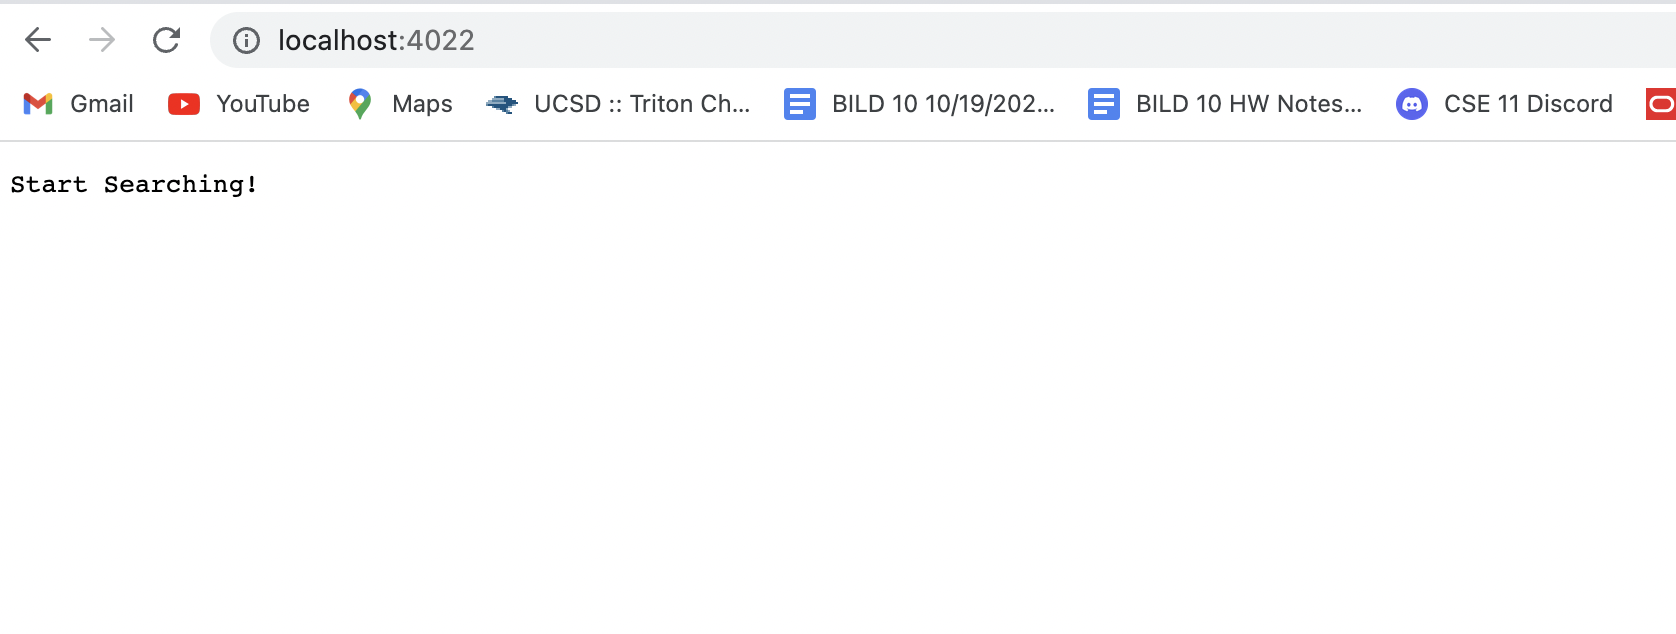 localhost:4022
Gmail YouTube Maps UCSD :: Triton Ch... BILD 10 10/19/202... BILD 10 HW Notes... CSE 11 Discord
Start Searching!